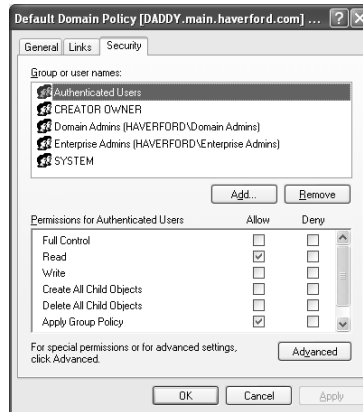 Default Domain Policy [DADDY.main.haverford.com] ...
General Links Security
Group or user names:
Authenticated Users
CREATOR OWNER
Domain Admins (HAVERFORD\Domain Admins)
Enterprise Admins (HAVERFORD\Enterprise Admins)
SYSTEM
Add... Remove
Permissions for Authenticated Users Allow Deny
Full Control
Read
Write
Create All Child Objects
Delete All Child Objects
Apply Group Policy
For special permissions or for advanced settings,
click Advanced.
Advanced
OK Cancel Apply